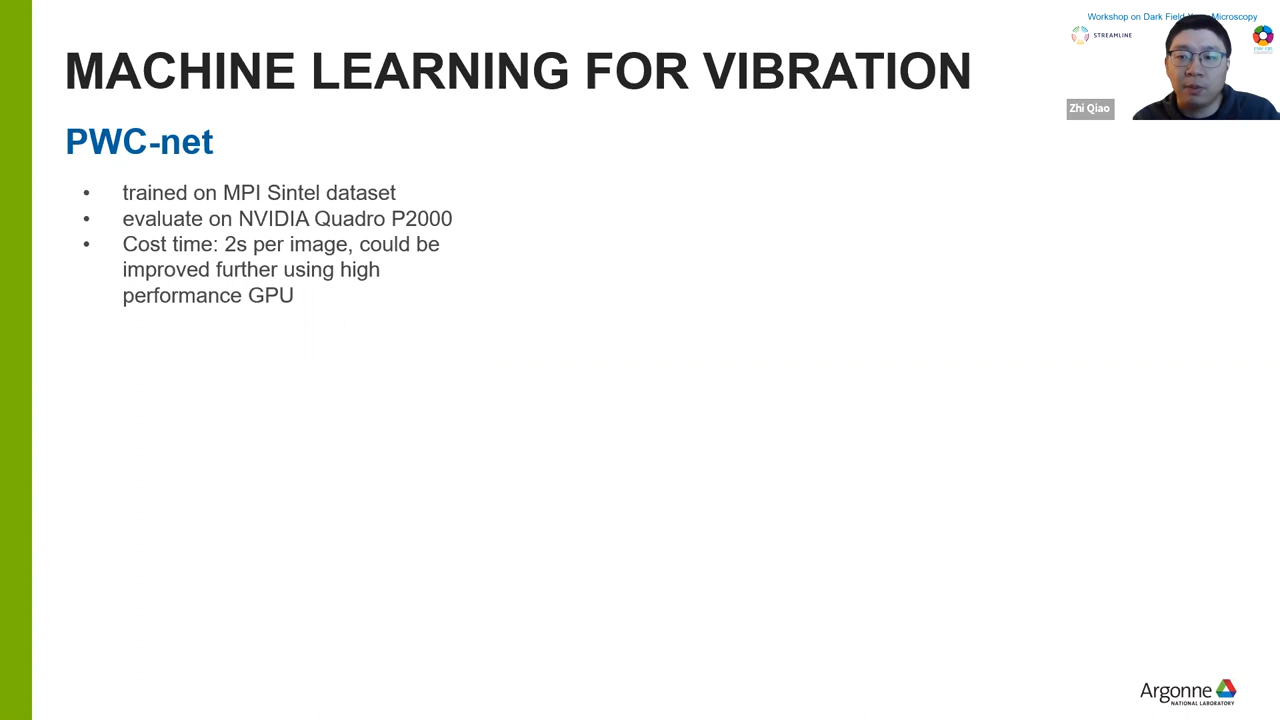 Workshop on Dark Field Microscopy
STREAMLINE
MACHINE LEARNING FOR VIBRATION
Zhi Qiao
PWC-net
• trained on MPI Sintel dataset
• evaluate on NVIDIA Quadro P2000
• Cost time: 2s per image, could be
improved further using high
performance GPU
Argonne
NATIONAL LABORATORY